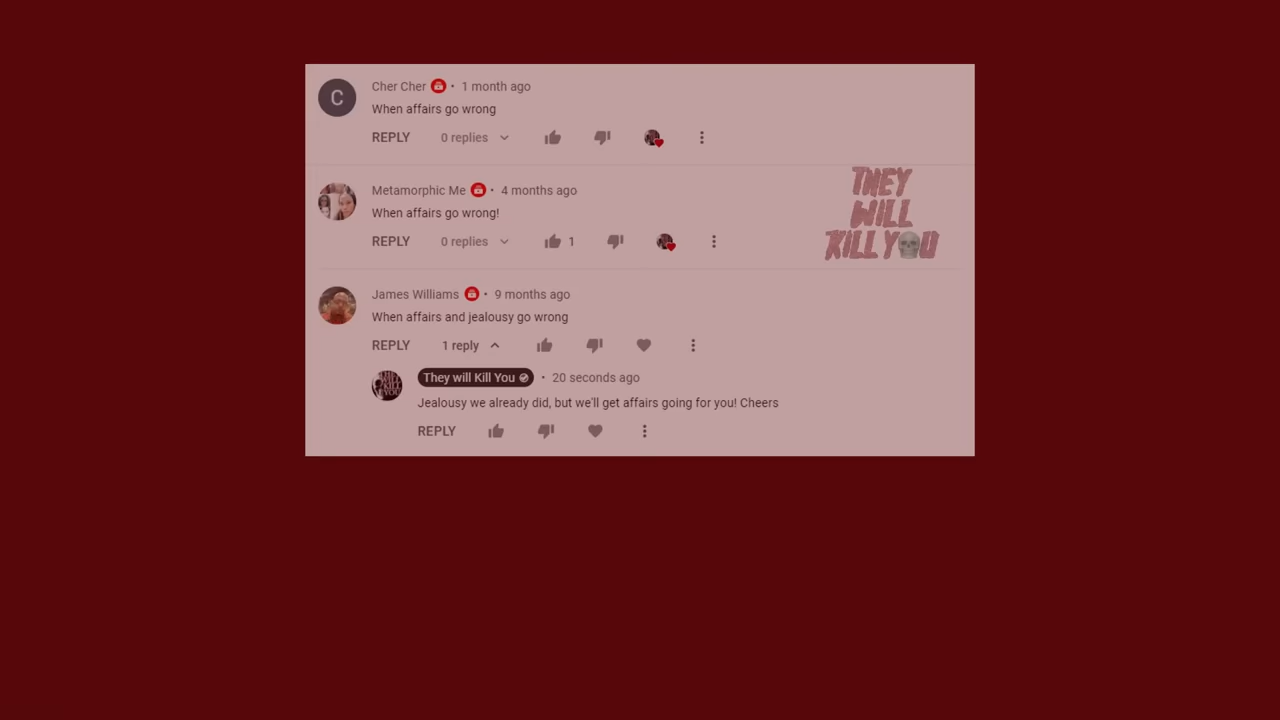 C
Cher Cher • 1 month ago
When affairs go wrong
REPLY 0 replies
Metamorphic Me • 4 months ago
When affairs go wrong!
REPLY 0 replies 1
THEY
WILL
KILL YOU
James Williams • 9 months ago
When affairs and jealousy go wrong
REPLY 1 reply
They will Kill You • 20 seconds ago
Jealousy we already did, but we'll get affairs going for you! Cheers
REPLY